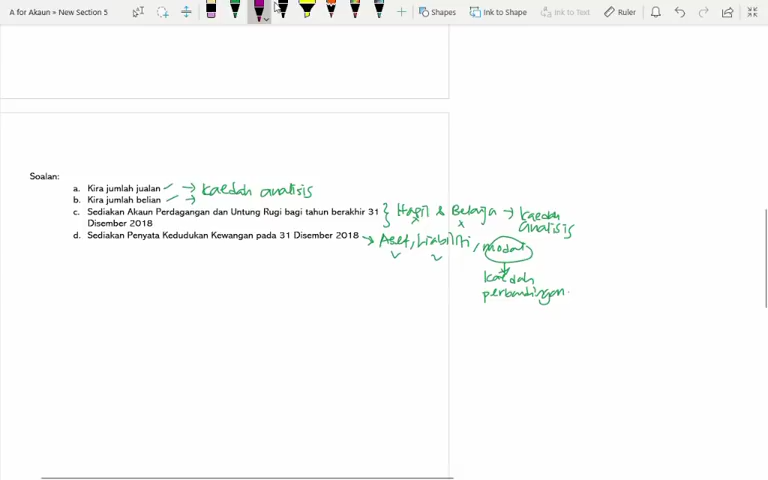 A for Akaun » New Section 5
Shapes
Ink to Shape
Ink to Text
Ruler
Soalan:
a. Kira jumlah jualan → kaedah analisis
b. Kira jumlah belian →
c. Sediakan Akaun Perdagangan dan Untung Rugi bagi tahun berakhir 31 } Hasil & Belanja → kaedah
Disember 2018 analisis
d. Sediakan Penyata Kedudukan Kewangan pada 31 Disember 2018 → Aset, Liabiliti, modal
kaedah
perbandingan.